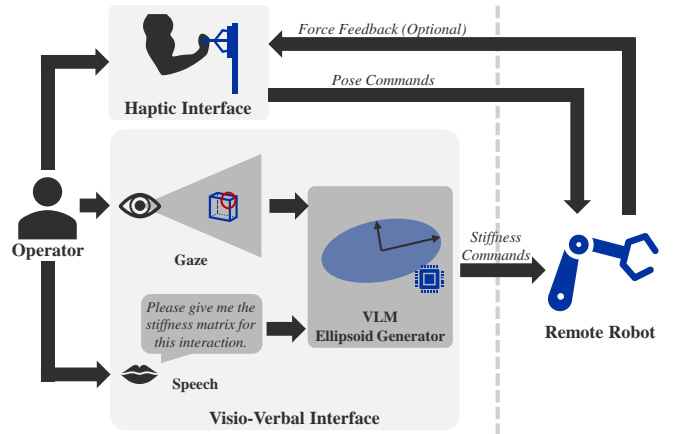 Force Feedback (Optional)
Pose Commands
Haptic Interface
Operator
Gaze
Stiffness
Commands
Please give me the
stiffness matrix for
this interaction.
VLM
Ellipsoid Generator
Remote Robot
Speech
Visio-Verbal Interface